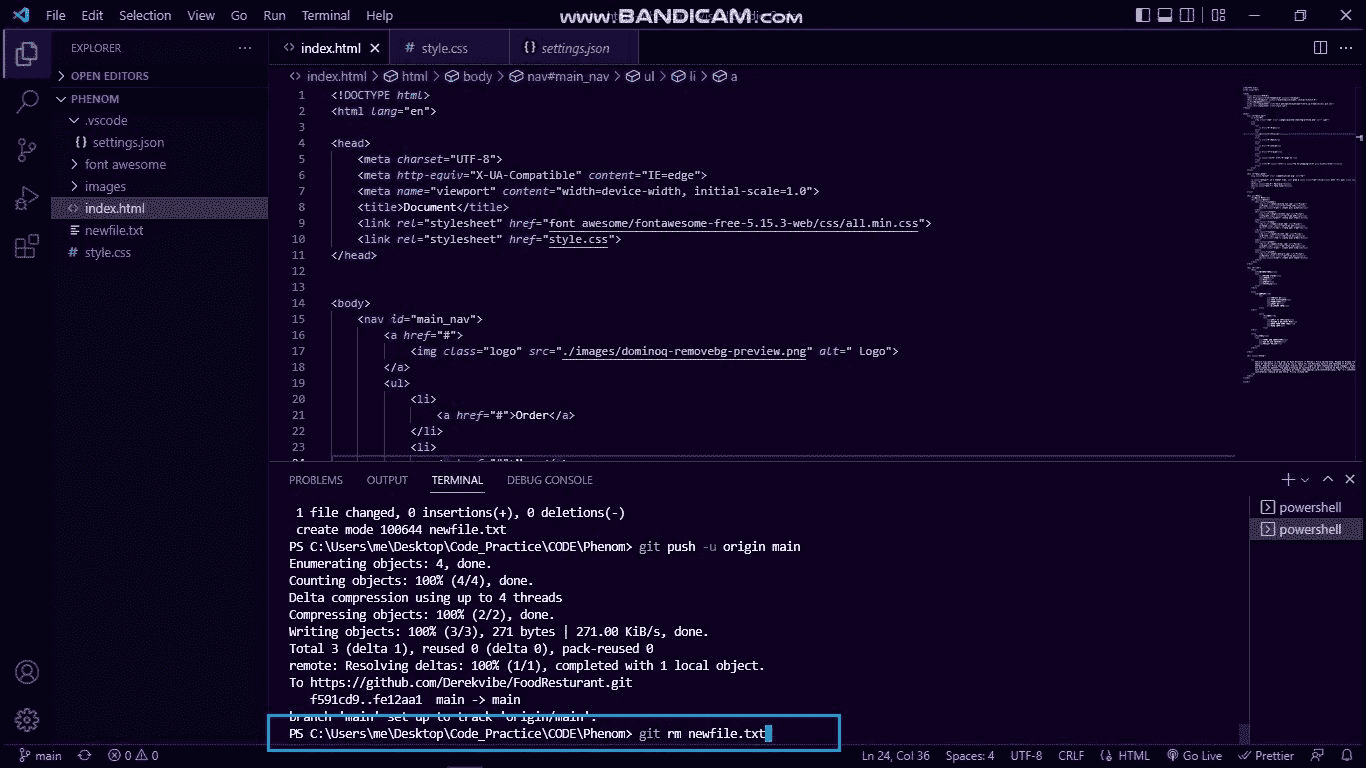 File Edit Selection View Go Run Terminal Help
www.BANDICAM.com
EXPLORER
OPEN EDITORS
PHENOM
.vscode
{} settings.json
font awesome
images
<> index.html
newfile.txt
# style.css
<> index.html
# style.css
{} settings.json
<> index.html > html > body > nav#main_nav > ul > li > a
1 <!DOCTYPE html>
2 <html lang="en">
3
4 <head>
5 <meta charset="UTF-8">
6 <meta http-equiv="X-UA-Compatible" content="IE=edge">
7 <meta name="viewport" content="width=device-width, initial-scale=1.0">
8 <title>Document</title>
9 <link rel="stylesheet" href="font awesome/fontawesome-free-5.15.3-web/css/all.min.css">
10 <link rel="stylesheet" href="style.css">
11 </head>
12
13
14 <body>
15 <nav id="main_nav">
16 <a href="#">
17 <img class="logo" src="./images/dominoq-removebg-preview.png" alt=" Logo">
18 </a>
19 <ul>
20 <li>
21 <a href="#">Order</a>
22 </li>
23 <li>
PROBLEMS OUTPUT TERMINAL DEBUG CONSOLE
1 file changed, 0 insertions(+), 0 deletions(-)
create mode 100644 newfile.txt
PS C:\Users\me\Desktop\Code_Practice\CODE\Phenom> git push -u origin main
Enumerating objects: 4, done.
Counting objects: 100% (4/4), done.
Delta compression using up to 4 threads
Compressing objects: 100% (2/2), done.
Writing objects: 100% (3/3), 271 bytes | 271.00 KiB/s, done.
Total 3 (delta 1), reused 0 (delta 0), pack-reused 0
remote: Resolving deltas: 100% (1/1), completed with 1 local object.
To https://github.com/Derekvibe/FoodResturant.git
f591cd9..fe12aa1 main -> main
branch 'main' set up to track 'origin/main'.
PS C:\Users\me\Desktop\Code_Practice\CODE\Phenom> git rm newfile.txt
powershell
powershell
main 0 0 Ln 24, Col 36 Spaces: 4 UTF-8 CRLF {} HTML Go Live Prettier